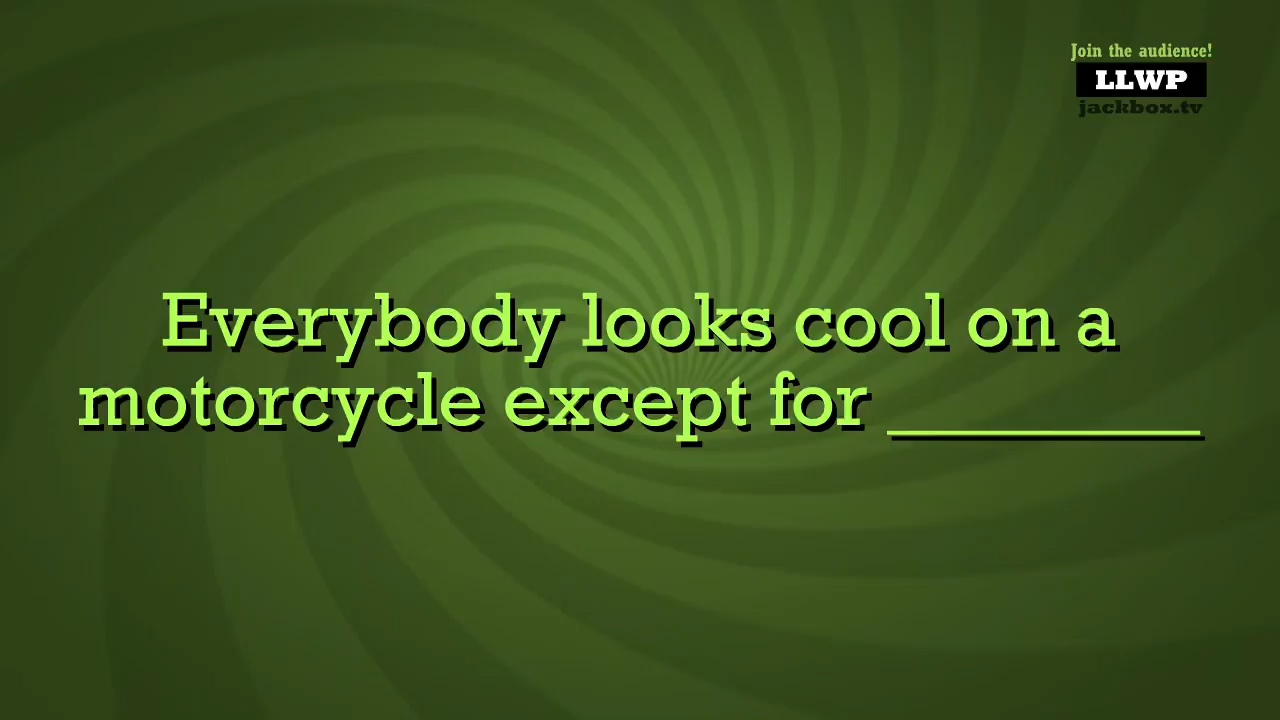 Join the audience!
LLWP
jackbox.tv
Everybody looks cool on a
motorcycle except for ________